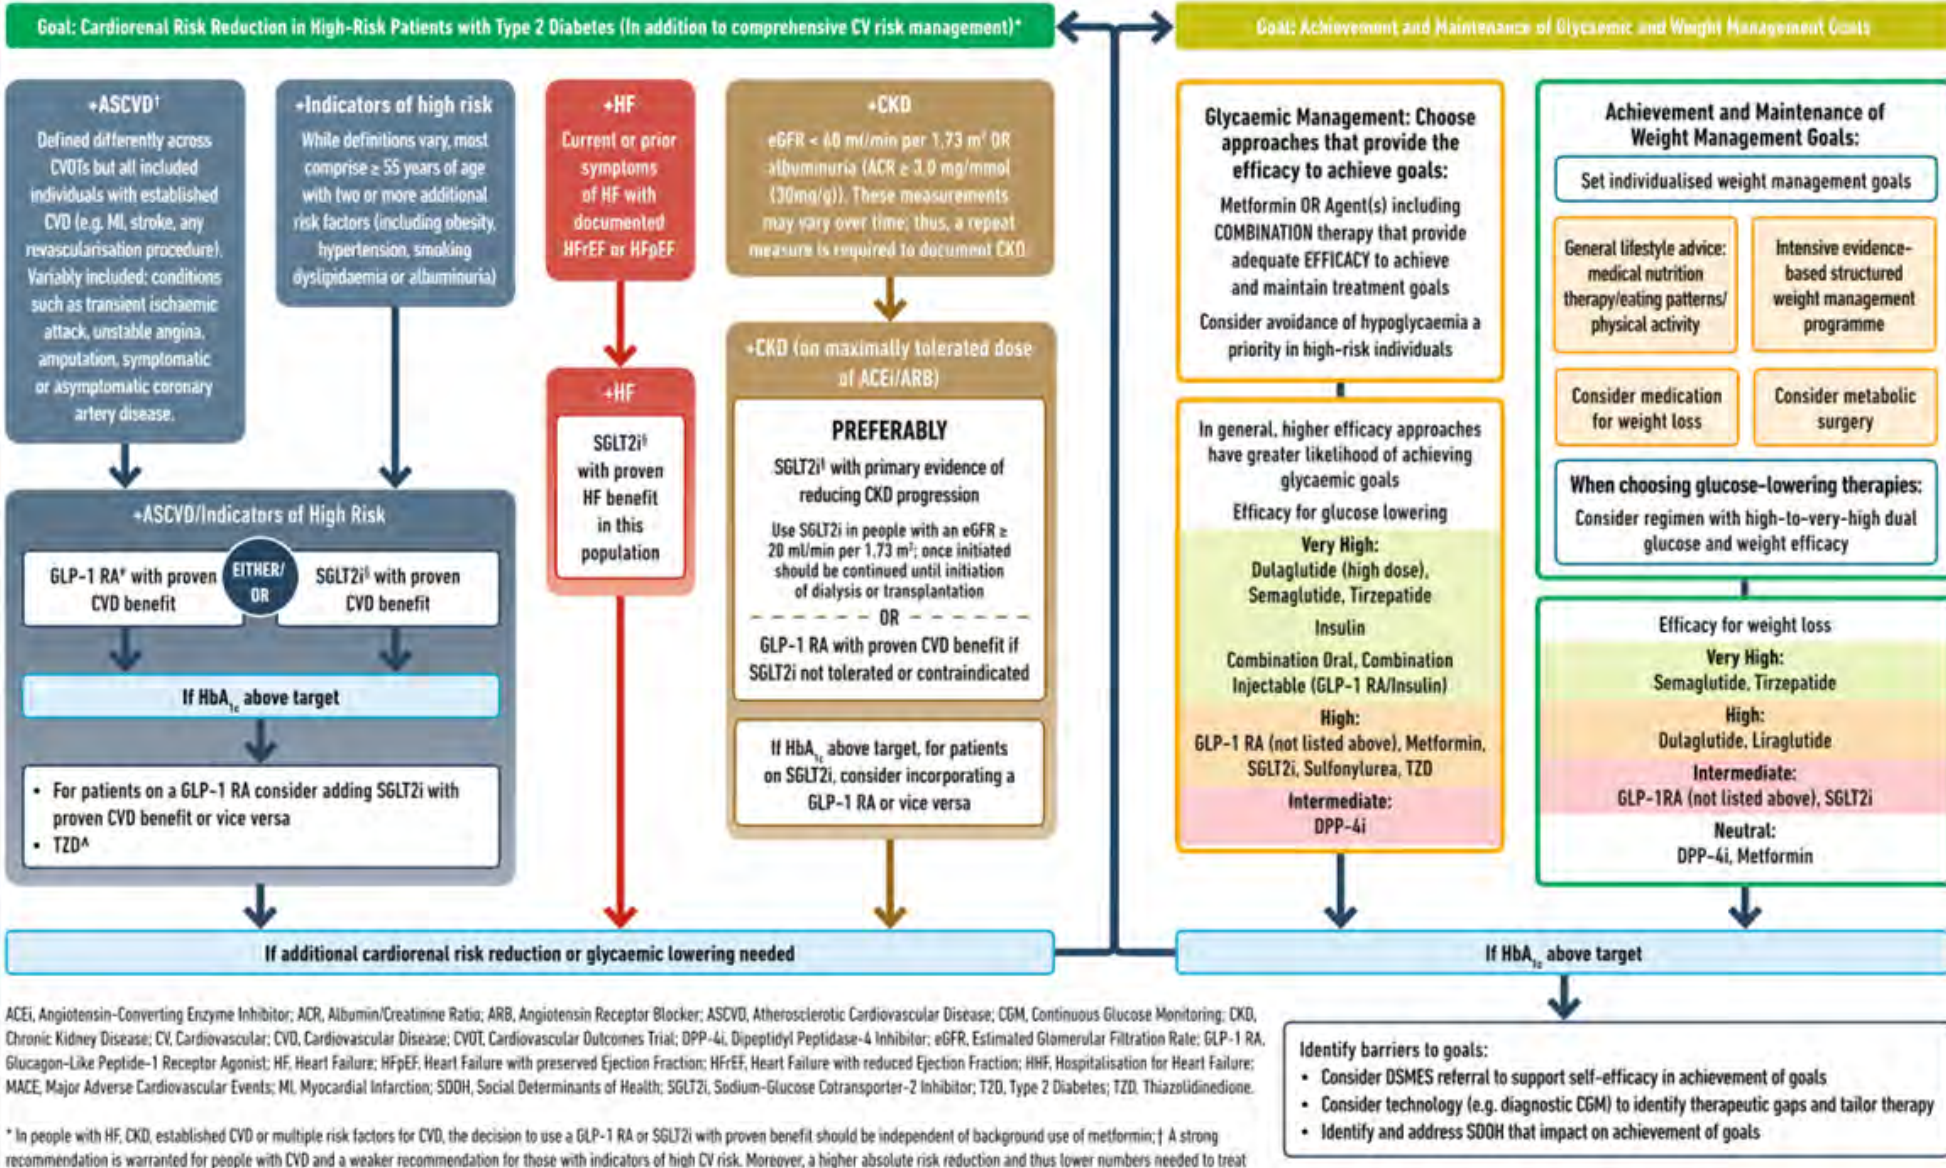 Goal: Cardiorenal Risk Reduction in High-Risk Patients with Type 2 Diabetes (In addition to comprehensive CV risk management)*
+ASCVD†
Defined differently across
CVOTs but all included
individuals with established
CVD (e.g. MI, stroke, any
revascularisation procedure).
Variably included: conditions
such as transient ischaemic
attack, unstable angina,
amputation, symptomatic
or asymptomatic coronary
artery disease.
+Indicators of high risk
While definitions vary, most
comprise ≥ 55 years of age
with two or more additional
risk factors (including obesity,
hypertension, smoking
dyslipidaemia or albuminuria)
+ASCVD/Indicators of High Risk
GLP-1 RA# with proven
CVD benefit
EITHER/
OR
SGLT2i§ with proven
CVD benefit
If HbA1c above target
• For patients on a GLP-1 RA consider adding SGLT2i with
proven CVD benefit or vice versa
• TZD^
+HF
Current or prior
symptoms
of HF with
documented
HFrEF or HFpEF
+HF
SGLT2i§
with proven
HF benefit
in this
population
+CKD
eGFR < 60 ml/min per 1.73 m² OR
albuminuria (ACR ≥ 3.0 mg/mmol
(30mg/g)). These measurements
may vary over time; thus, a repeat
measure is required to document CKD
+CKD (on maximally tolerated dose
of ACEi/ARB)
PREFERABLY
SGLT2i§ with primary evidence of
reducing CKD progression
Use SGLT2i in people with an eGFR ≥
20 ml/min per 1.73 m²; once initiated
should be continued until initiation
of dialysis or transplantation
OR
GLP-1 RA with proven CVD benefit if
SGLT2i not tolerated or contraindicated
If HbA1c above target, for patients
on SGLT2i, consider incorporating a
GLP-1 RA or vice versa
If additional cardiorenal risk reduction or glycaemic lowering needed
Goal: Achievement and Maintenance of Glycaemic and Weight Management Goals
Glycaemic Management: Choose
approaches that provide the
efficacy to achieve goals:
Metformin OR Agent(s) including
COMBINATION therapy that provide
adequate EFFICACY to achieve
and maintain treatment goals
Consider avoidance of hypoglycaemia a
priority in high-risk individuals
In general, higher efficacy approaches
have greater likelihood of achieving
glycaemic goals
Efficacy for glucose lowering
Very High:
Dulaglutide (high dose),
Semaglutide, Tirzepatide
Insulin
Combination Oral, Combination
Injectable (GLP-1 RA/Insulin)
High:
GLP-1 RA (not listed above), Metformin,
SGLT2i, Sulfonylurea, TZD
Intermediate:
DPP-4i
Achievement and Maintenance of
Weight Management Goals:
Set individualised weight management goals
General lifestyle advice:
medical nutrition
therapy/eating patterns/
physical activity
Intensive evidence-
based structured
weight management
programme
Consider medication
for weight loss
Consider metabolic
surgery
When choosing glucose-lowering therapies:
Consider regimen with high-to-very-high dual
glucose and weight efficacy
Efficacy for weight loss
Very High:
Semaglutide, Tirzepatide
High:
Dulaglutide, Liraglutide
Intermediate:
GLP-1RA (not listed above), SGLT2i
Neutral:
DPP-4i, Metformin
If HbA1c above target
Identify barriers to goals:
• Consider DSMES referral to support self-efficacy in achievement of goals
• Consider technology (e.g. diagnostic CGM) to identify therapeutic gaps and tailor therapy
• Identify and address SDOH that impact on achievement of goals
ACEi, Angiotensin-Converting Enzyme Inhibitor; ACR, Albumin/Creatinine Ratio; ARB, Angiotensin Receptor Blocker; ASCVD, Atherosclerotic Cardiovascular Disease; CGM, Continuous Glucose Monitoring; CKD,
Chronic Kidney Disease; CV, Cardiovascular; CVD, Cardiovascular Disease; CVOT, Cardiovascular Outcomes Trial; DPP-4i, Dipeptidyl Peptidase-4 Inhibitor; eGFR, Estimated Glomerular Filtration Rate; GLP-1 RA,
Glucagon-Like Peptide-1 Receptor Agonist; HF, Heart Failure; HFpEF, Heart Failure with preserved Ejection Fraction; HFrEF, Heart Failure with reduced Ejection Fraction; HHF, Hospitalisation for Heart Failure;
MACE, Major Adverse Cardiovascular Events; MI, Myocardial Infarction; SDOH, Social Determinants of Health; SGLT2i, Sodium-Glucose Cotransporter-2 Inhibitor; T2D, Type 2 Diabetes; TZD, Thiazolidinedione.
* In people with HF, CKD, established CVD or multiple risk factors for CVD, the decision to use a GLP-1 RA or SGLT2i with proven benefit should be independent of background use of metformin; † A strong
recommendation is warranted for people with CVD and a weaker recommendation for those with indicators of high CV risk. Moreover, a higher absolute risk reduction and thus lower numbers needed to treat